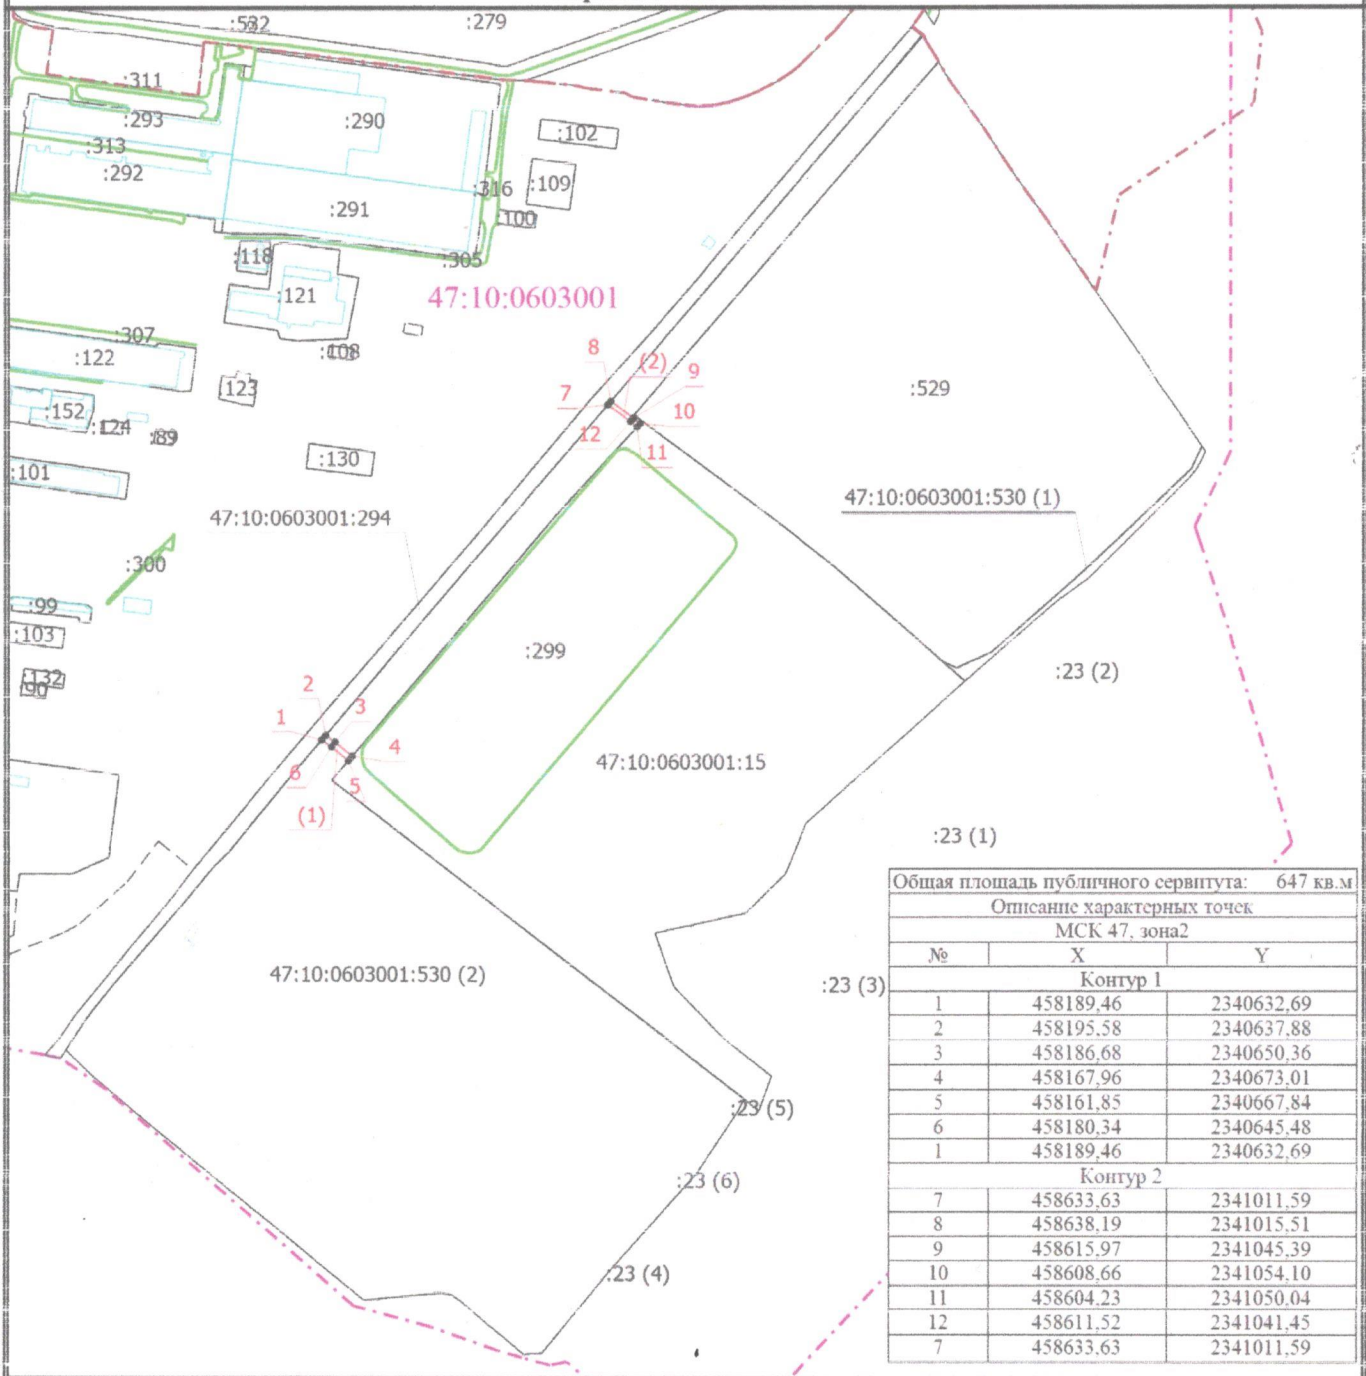 :532
:279
:311
:293
:290
:102
:313
:292
:316
:109
:291
:100
:118
:305
:121
47:10:0603001
:307
:108
:122
8
(2)
9
:529
123
7
:152
10
:124
12
:89
11
:130
:101
47:10:0603001:530 (1)
47:10:0603001:294
:300
:99
:103
:299
:23 (2)
:132
90
2
3
1
4
47:10:0603001:15
6
5
(1)
:23 (1)
47:10:0603001:530 (2)
:23 (3)
:23 (5)
:23 (6)
:23 (4)
Общая площадь публичного сервитута: 647 кв.м
Описание характерных точек
МСК 47, зона2
№ X Y
Контур 1
1 458189,46 2340632,69
2 458195,58 2340637,88
3 458186,68 2340650,36
4 458167,96 2340673,01
5 458161,85 2340667,84
6 458180,34 2340645,48
1 458189,46 2340632,69
Контур 2
7 458633,63 2341011,59
8 458638,19 2341015,51
9 458615,97 2341045,39
10 458608,66 2341054,10
11 458604,23 2341050,04
12 458611,52 2341041,45
7 458633,63 2341011,59